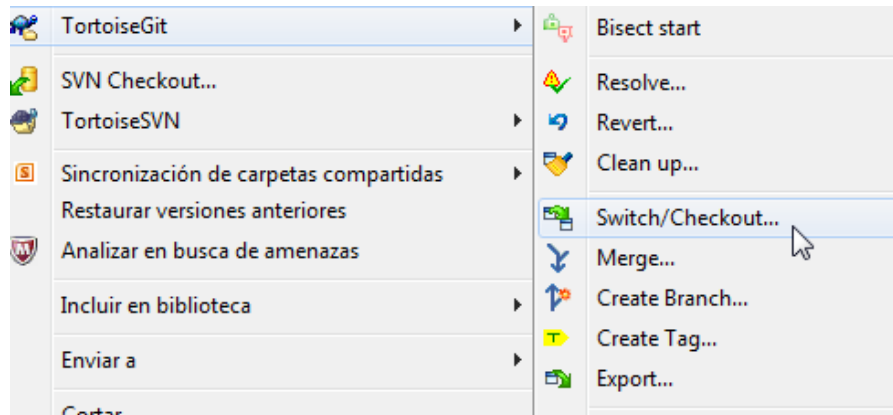 TortoiseGit
SVN Checkout...
TortoiseSVN
Sincronización de carpetas compartidas
Restaurar versiones anteriores
Analizar en busca de amenazas
Incluir en biblioteca
Enviar a
Cortar
Bisect start
Resolve...
Revert...
Clean up...
Switch/Checkout...
Merge...
Create Branch...
Create Tag...
Export...